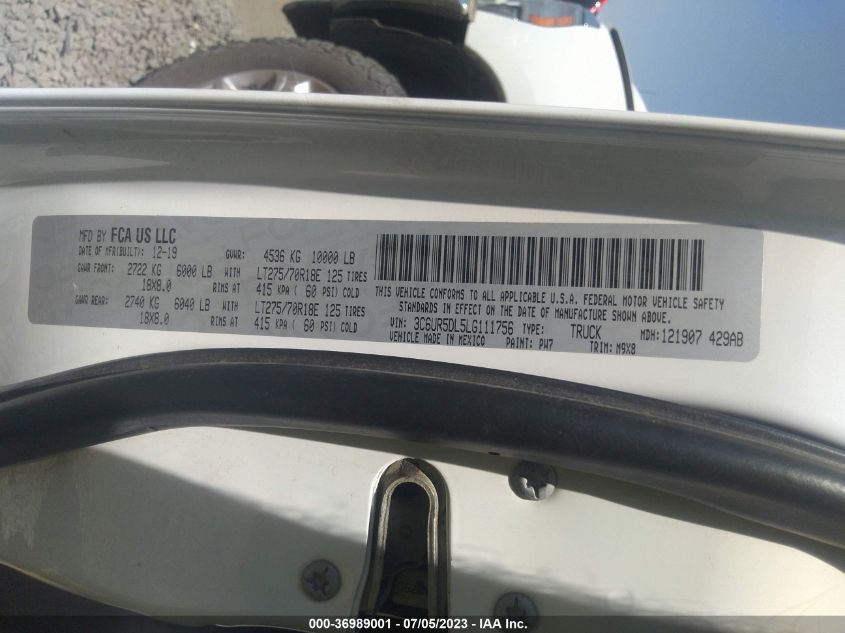 MFD BY FCA US LLC
DATE OF MFR(BUILT): 12-19 GVWR: 4536 KG 10000 LB
GAWR FRONT: 2722 KG 6000 LB WITH LT275/70R18E 125 TIRES
18X8.0 RIMS AT 415 KPA ( 60 PSI) COLD
GAWR REAR: 2740 KG 6040 LB WITH LT275/70R18E 125 TIRES
18X8.0 RIMS AT 415 KPA ( 60 PSI) COLD
THIS VEHICLE CONFORMS TO ALL APPLICABLE U.S.A. FEDERAL MOTOR VEHICLE SAFETY
STANDARDS IN EFFECT ON THE DATE OF MANUFACTURE SHOWN ABOVE.
VIN: 3C6UR5DL5LG111756 TYPE: TRUCK MDH: 121907 429AB
VEHICLE MADE IN MEXICO PAINT: PW7 TRIM: M9X8
000-36989001 - 07/05/2023 - IAA Inc.